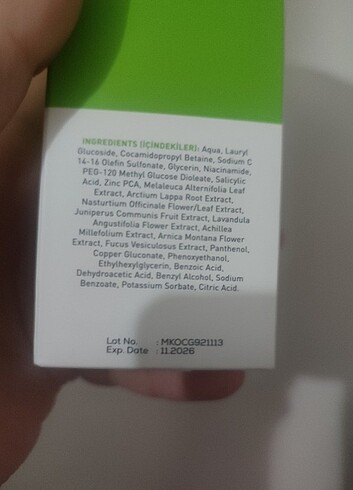 INGREDIENTS (İÇİNDEKİLER): Aqua, Lauryl
Glucoside, Cocamidopropyl Betaine, Sodium C
14-16 Olefin Sulfonate, Glycerin, Niacinamide,
PEG-120 Methyl Glucose Dioleate, Salicylic
Acid, Zinc PCA, Melaleuca Alternifolia Leaf
Extract, Arctium Lappa Root Extract,
Nasturtium Officinale Flower/Leaf Extract,
Juniperus Communis Fruit Extract, Lavandula
Angustifolia Flower Extract, Achillea
Millefolium Extract, Arnica Montana Flower
Extract, Fucus Vesiculosus Extract, Panthenol,
Copper Gluconate, Phenoxyethanol,
Ethylhexylglycerin, Benzoic Acid,
Dehydroacetic Acid, Benzyl Alcohol, Sodium
Benzoate, Potassium Sorbate, Citric Acid.
Lot No. : MKOCG921113
Exp. Date : 11.2026